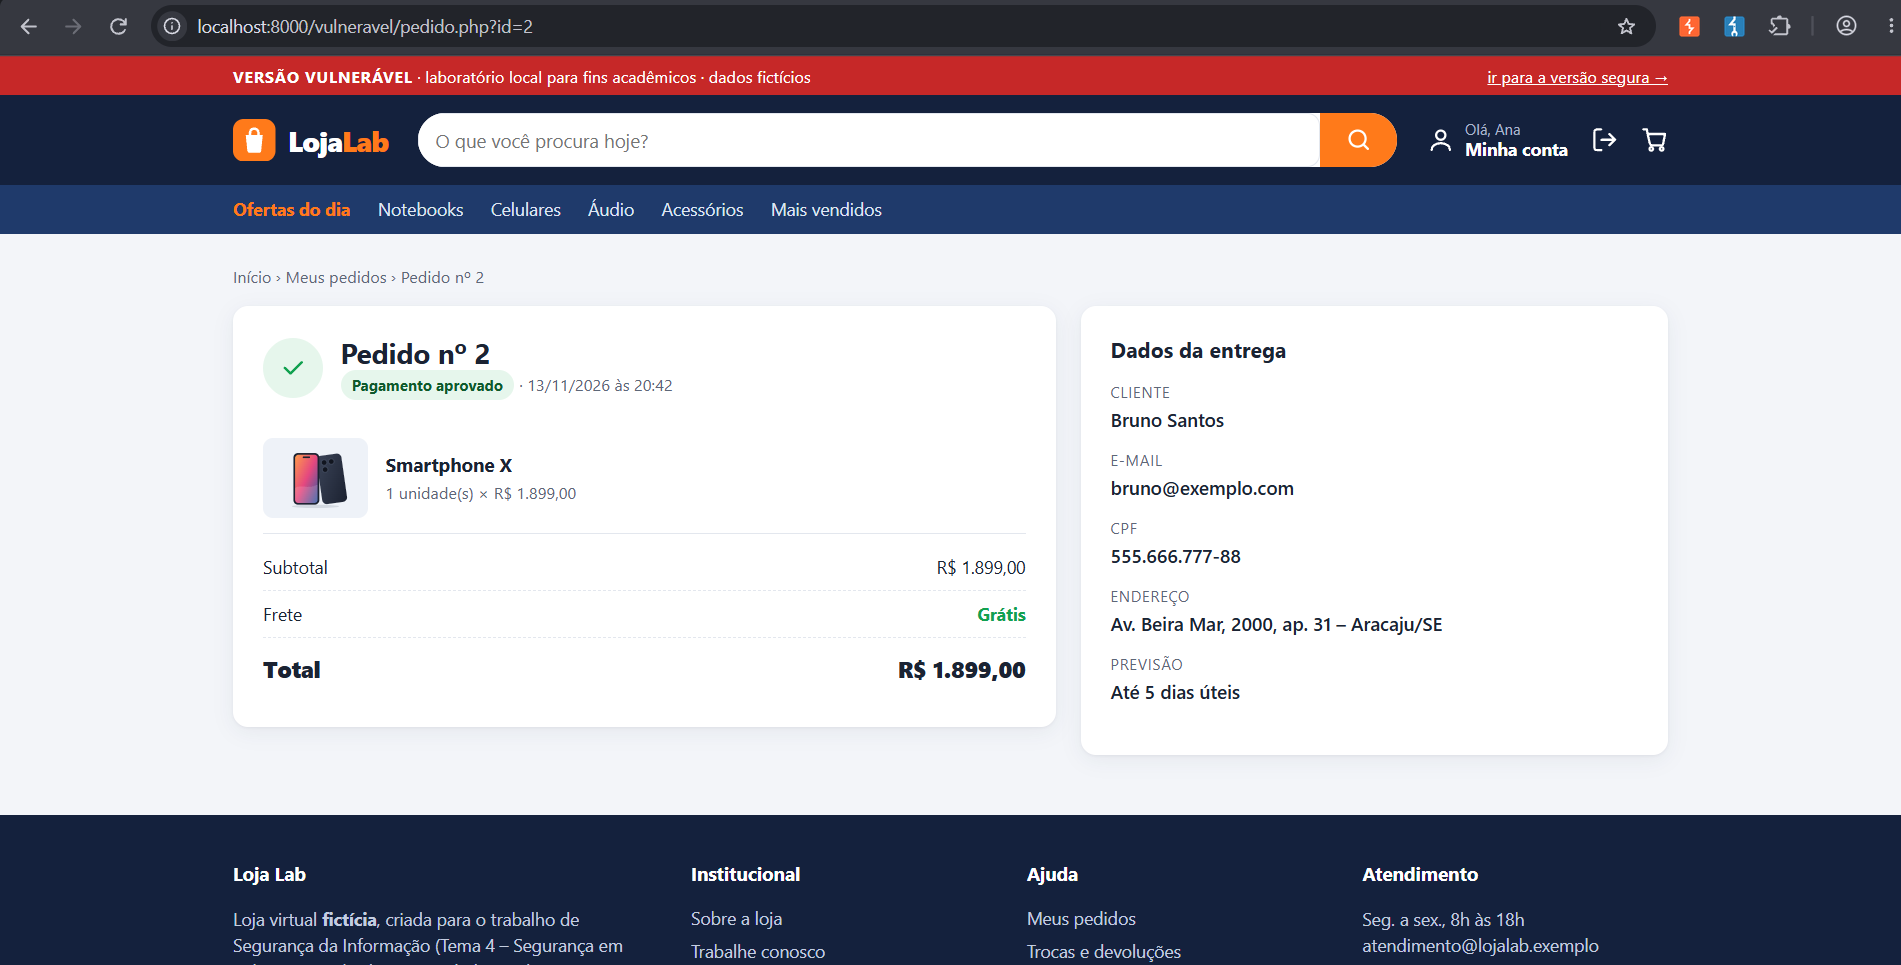 localhost:8000/vulneravel/pedido.php?id=2
VERSÃO VULNERÁVEL · laboratório local para fins acadêmicos · dados fictícios
ir para a versão segura →
LojaLab
O que você procura hoje?
Olá, Ana
Minha conta
Ofertas do dia
Notebooks
Celulares
Áudio
Acessórios
Mais vendidos
Início › Meus pedidos › Pedido nº 2
Pedido nº 2
Pagamento aprovado · 13/11/2026 às 20:42
Smartphone X
1 unidade(s) × R$ 1.899,00
Subtotal R$ 1.899,00
Frete Grátis
Total R$ 1.899,00
Dados da entrega
CLIENTE
Bruno Santos
E-MAIL
bruno@exemplo.com
CPF
555.666.777-88
ENDEREÇO
Av. Beira Mar, 2000, ap. 31 – Aracaju/SE
PREVISÃO
Até 5 dias úteis
Loja Lab
Loja virtual fictícia, criada para o trabalho de
Segurança da Informação (Tema 4 – Segurança em
Institucional
Sobre a loja
Trabalhe conosco
Ajuda
Meus pedidos
Trocas e devoluções
Atendimento
Seg. a sex., 8h às 18h
atendimento@lojalab.exemplo